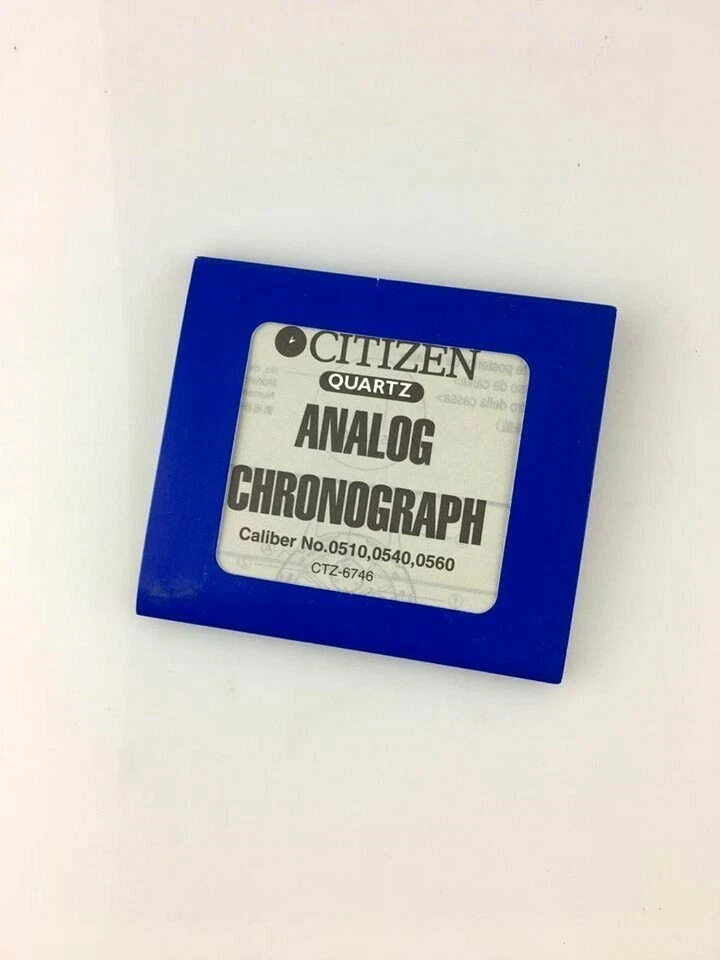 CITIZEN
QUARTZ
ANALOG
CHRONOGRAPH
Caliber No.0510,0540,0560
CTZ-6746